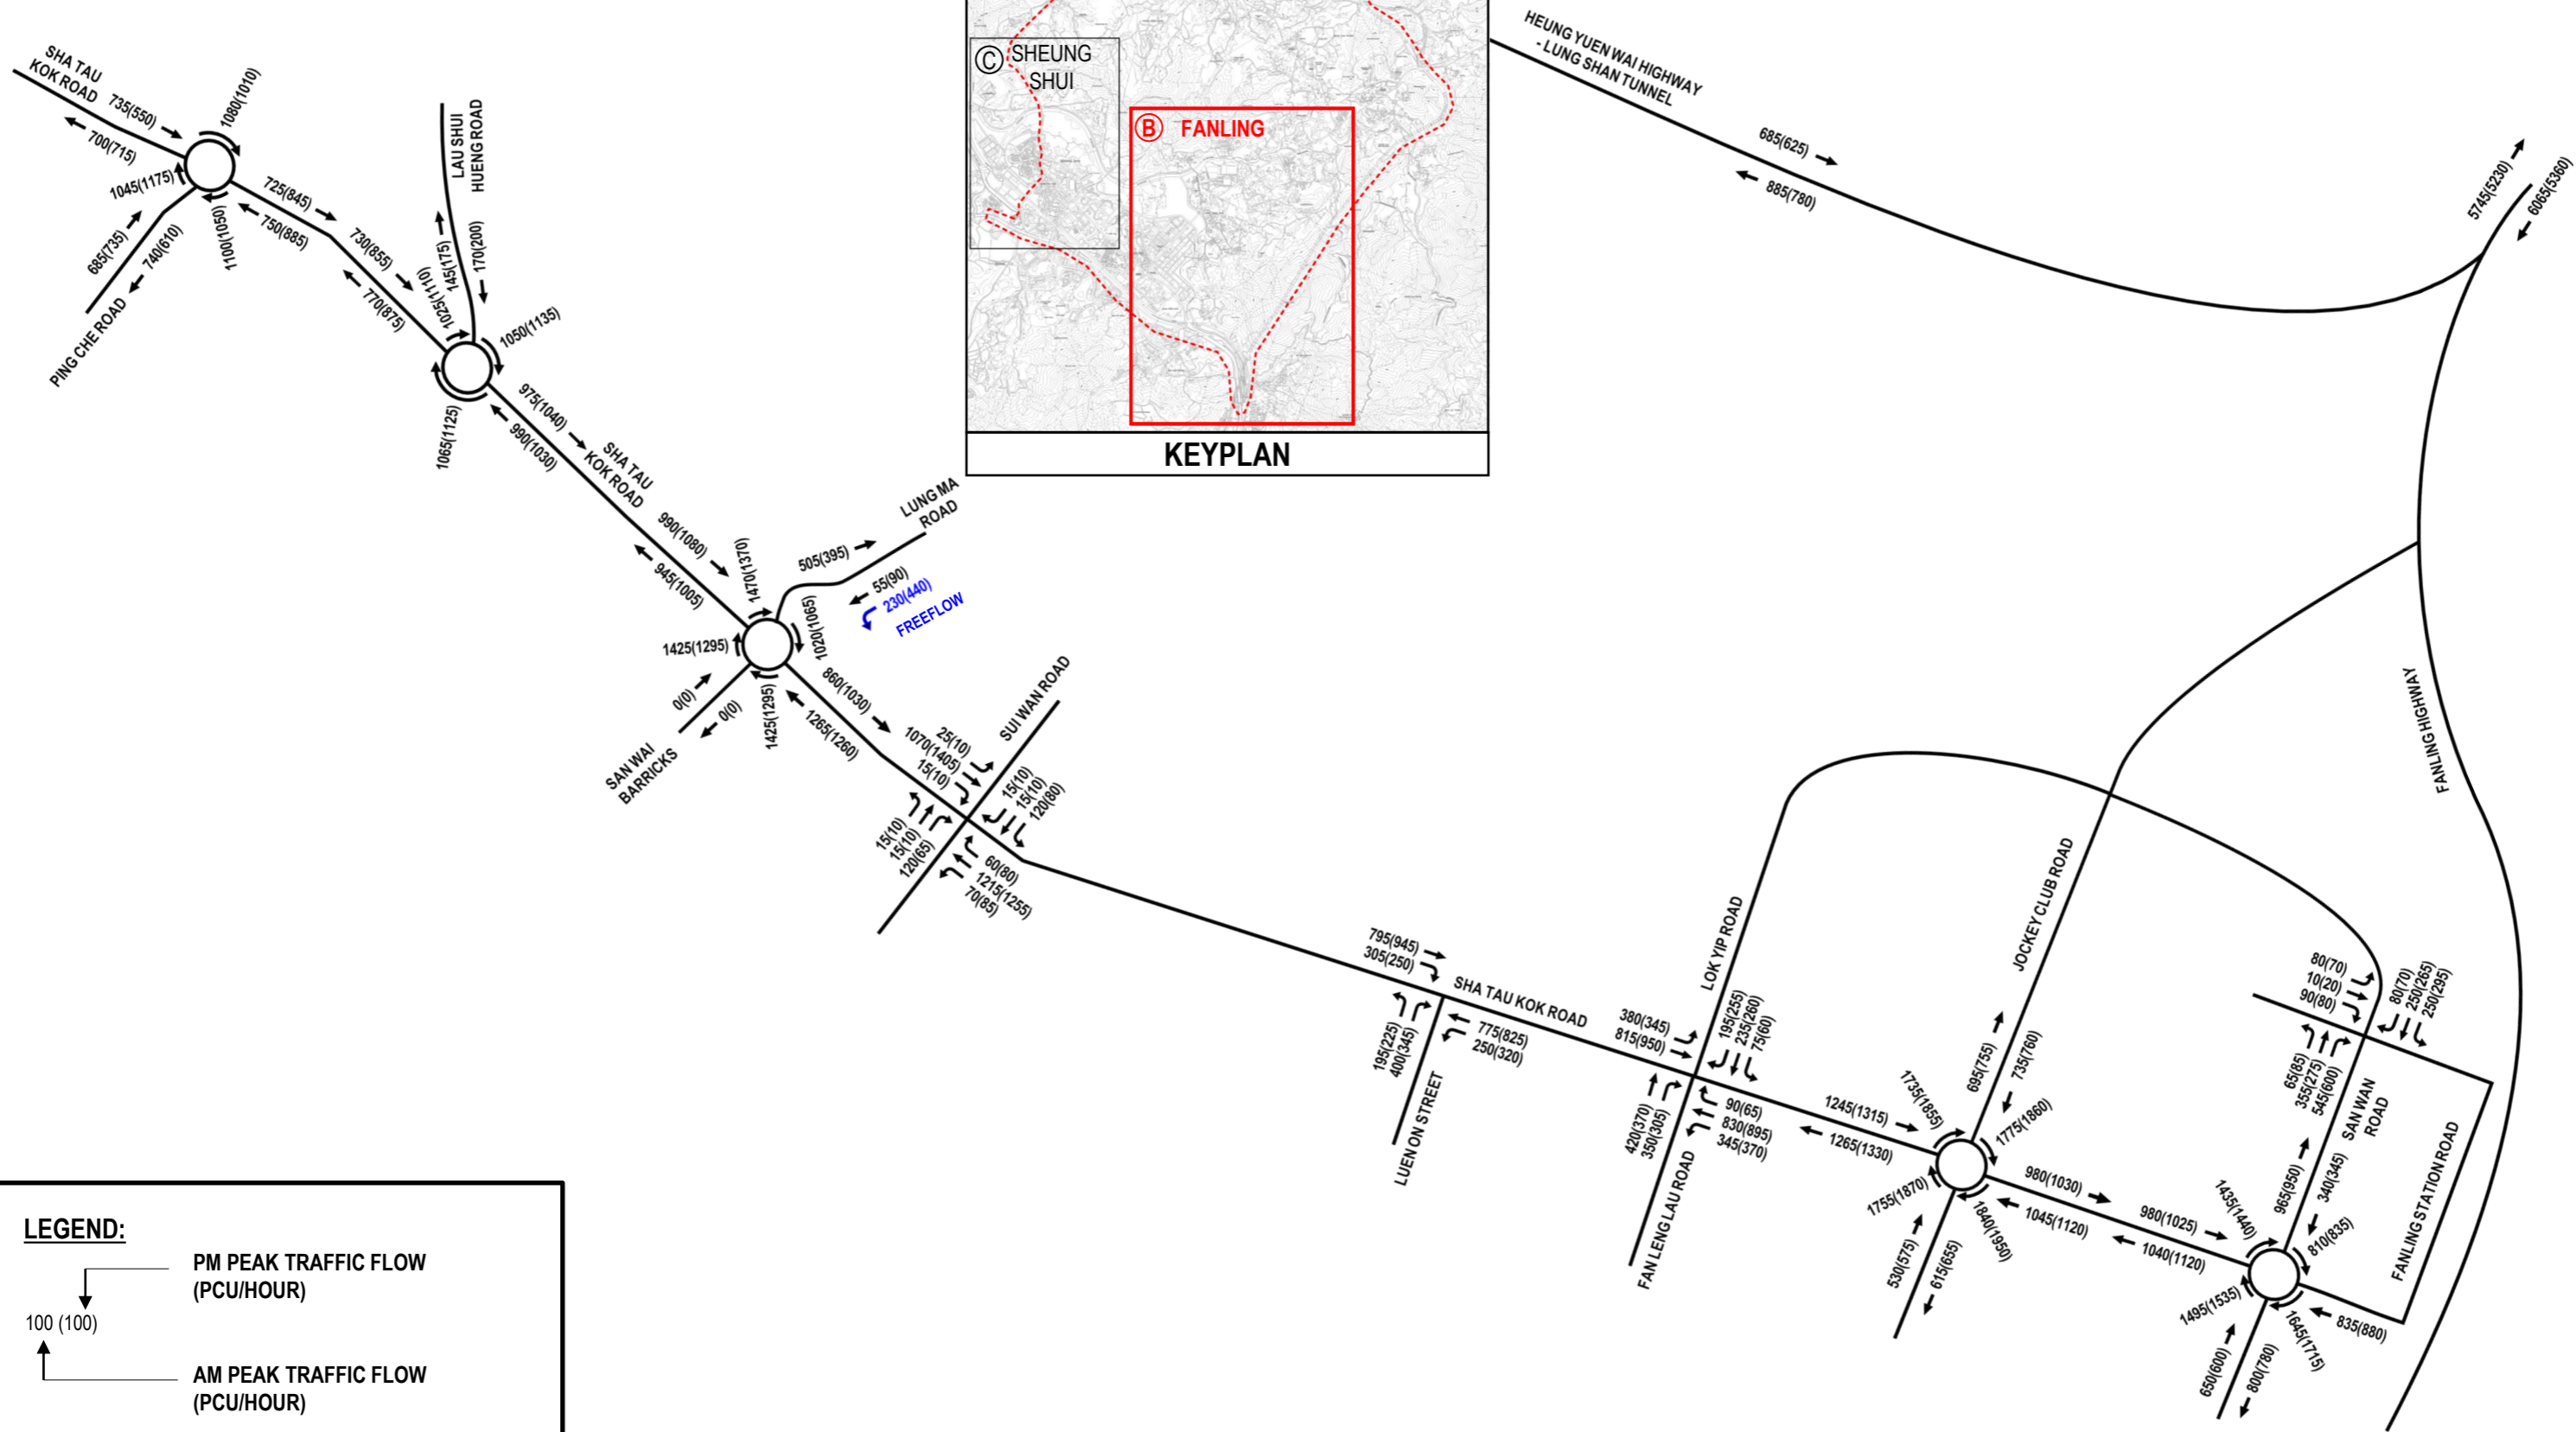 SHA TAU
KOK ROAD
735(550)
700(715)
1080(1010)
1045(1175)
1100(1050)
685(735)
740(610)
PING CHE ROAD
725(845)
750(885)
730(855)
770(875)
LAU SHUI
HUENG ROAD
145(175)
170(200)
1025(1110)
1050(1135)
1065(1125)
975(1040)
990(1030)
SHA TAU
KOK ROAD
990(1080)
945(1005)
1470(1370)
505(395)
LUNG MA
ROAD
55(90)
230(440)
FREEFLOW
1020(1065)
1425(1295)
1425(1295)
0(0)
0(0)
SAN WAI
BARRICKS
860(1030)
1265(1260)
SUI WAN ROAD
25(10)
1070(1405)
15(10)
15(10)
15(10)
120(80)
15(10)
15(10)
120(65)
60(80)
1215(1255)
70(85)
Ⓒ SHEUNG
SHUI
Ⓑ FANLING
KEYPLAN
HEUNG YUEN WAI HIGHWAY
- LUNG SHAN TUNNEL
685(625)
885(780)
5745(5230)
6065(5360)
FANLING HIGHWAY
795(945)
305(250)
SHA TAU KOK ROAD
195(225)
400(345)
775(825)
250(320)
LUEN ON STREET
LOK YIP ROAD
380(345)
815(950)
195(255)
235(260)
75(60)
420(370)
350(305)
90(65)
830(895)
345(370)
FAN LENG LAU ROAD
1245(1315)
1265(1330)
JOCKEY CLUB ROAD
695(755)
735(760)
1735(1855)
1775(1860)
1755(1870)
1840(1950)
530(575)
615(655)
980(1030)
1045(1120)
980(1025)
1040(1120)
80(70)
10(20)
90(80)
80(70)
250(265)
250(295)
65(85)
355(275)
545(600)
SAN WAN
ROAD
965(950)
340(345)
1435(1440)
810(835)
1495(1535)
1645(1715)
835(880)
650(600)
800(780)
FANLING STATION ROAD
LEGEND:
PM PEAK TRAFFIC FLOW
(PCU/HOUR)
100 (100)
AM PEAK TRAFFIC FLOW
(PCU/HOUR)